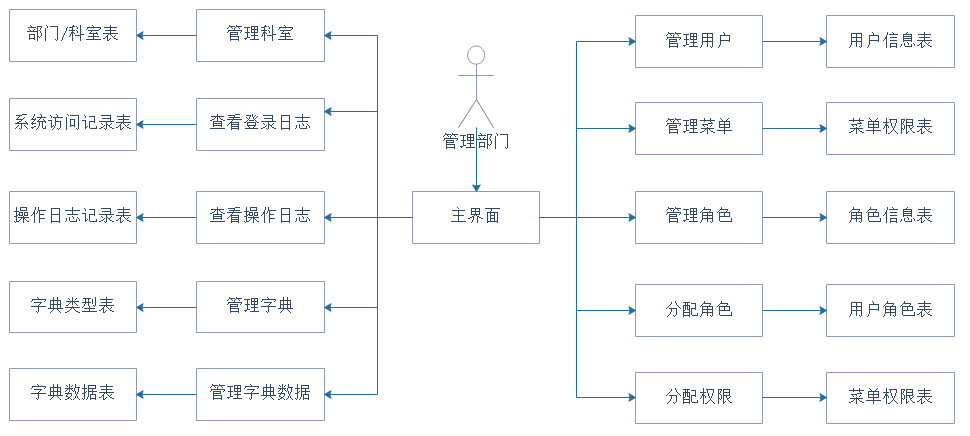 部门/科室表
管理科室
管理用户
用户信息表
系统访问记录表
查看登录日志
管理部门
管理菜单
菜单权限表
操作日志记录表
查看操作日志
主界面
管理角色
角色信息表
字典类型表
管理字典
分配角色
用户角色表
字典数据表
管理字典数据
分配权限
菜单权限表